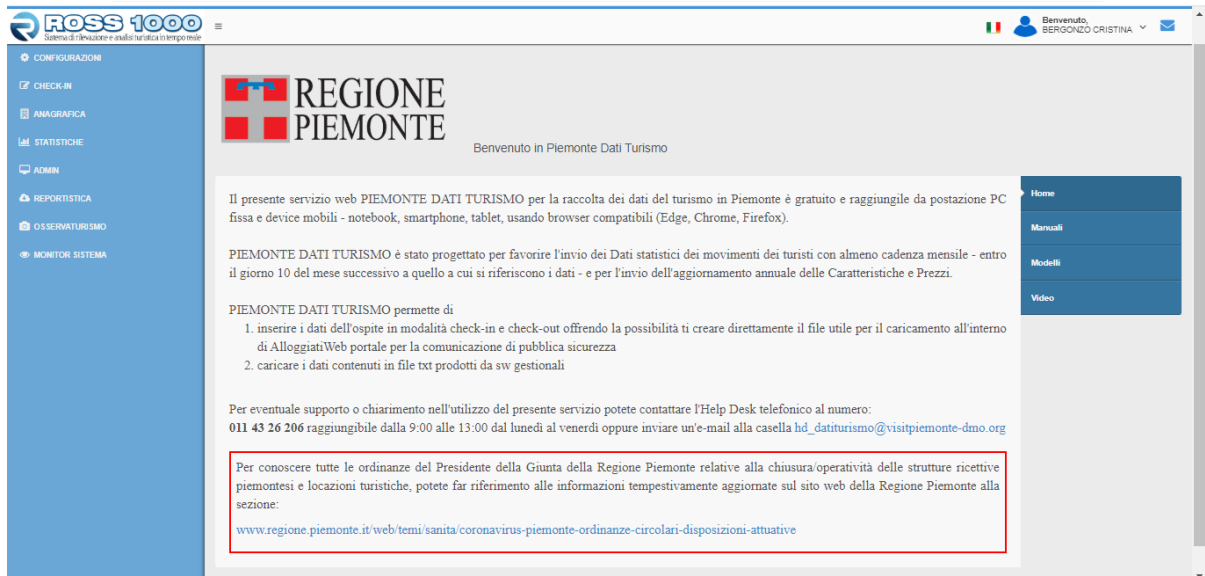 ROSS 1000
Sistema di rilevazione e analisi turistica in tempo reale
Benvenuto,
BERGONZO CRISTINA
CONFIGURAZIONI
CHECK-IN
ANAGRAFICA
STATISTICHE
ADMIN
REPORTISTICA
OSSERVATURISMO
MONITOR SISTEMA
REGIONE
PIEMONTE
Benvenuto in Piemonte Dati Turismo
Il presente servizio web PIEMONTE DATI TURISMO per la raccolta dei dati del turismo in Piemonte è gratuito e raggiungile da postazione PC
fissa e device mobili - notebook, smartphone, tablet, usando browser compatibili (Edge, Chrome, Firefox).
PIEMONTE DATI TURISMO è stato progettato per favorire l'invio dei Dati statistici dei movimenti dei turisti con almeno cadenza mensile - entro
il giorno 10 del mese successivo a quello a cui si riferiscono i dati - e per l'invio dell'aggiornamento annuale delle Caratteristiche e Prezzi.
PIEMONTE DATI TURISMO permette di
1. inserire i dati dell'ospite in modalità check-in e check-out offrendo la possibilità ti creare direttamente il file utile per il caricamento all'interno
di AlloggiatiWeb portale per la comunicazione di pubblica sicurezza
2. caricare i dati contenuti in file txt prodotti da sw gestionali
Per eventuale supporto o chiarimento nell'utilizzo del presente servizio potete contattare l'Help Desk telefonico al numero:
011 43 26 206 raggiungibile dalla 9:00 alle 13:00 dal lunedì al venerdì oppure inviare un'e-mail alla casella hd_datiturismo@visitpiemonte-dmo.org
Per conoscere tutte le ordinanze del Presidente della Giunta della Regione Piemonte relative alla chiusura/operatività delle strutture ricettive
piemontesi e locazioni turistiche, potete far riferimento alle informazioni tempestivamente aggiornate sul sito web della Regione Piemonte alla
sezione:
www.regione.piemonte.it/web/temi/sanita/coronavirus-piemonte-ordinanze-circolari-disposizioni-attuative
Home
Manuali
Modelli
Video